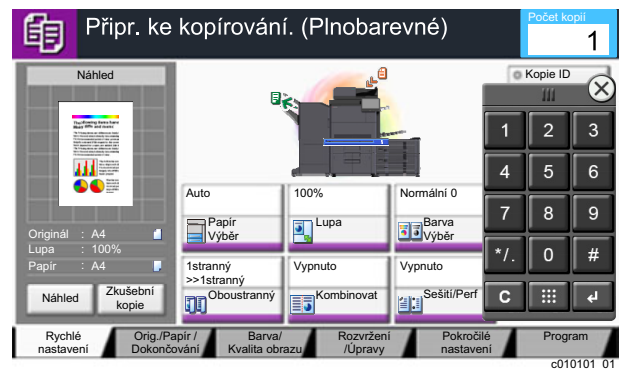 Připr. ke kopírování. (Plnobarevné)
Počet kopií
1
Náhled
Originál : A4
Lupa : 100%
Papír : A4
Náhled
Zkušební
kopie
Kopie ID
Auto
Papír
Výběr
100%
Lupa
Normální 0
Barva
Výběr
1stranný
>>1stranný
Oboustranný
Vypnuto
Kombinovat
Vypnuto
Sešití/Perf
1 2 3
4 5 6
7 8 9
*/. 0 #
C
Rychlé
nastavení
Orig./Papír /
Dokončování
Barva/
Kvalita obrazu
Rozvržení
/Úpravy
Pokročilé
nastavení
Program
c010101_01